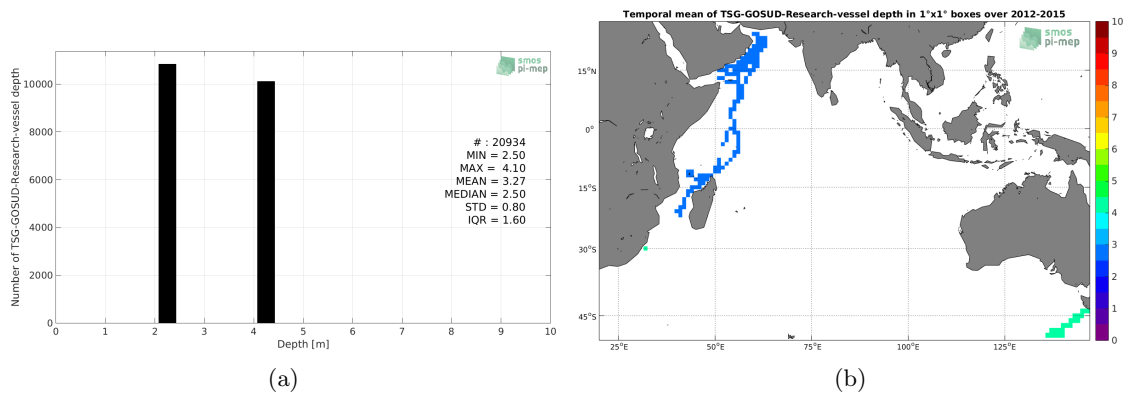 10000
8000
6000
4000
2000
0
Number of TSG-GOSUD-Research-vessel depth
smos
pi-mep
# : 20934
MIN = 2.50
MAX = 4.10
MEAN = 3.27
MEDIAN = 2.50
STD = 0.80
IQR = 1.60
0 1 2 3 4 5 6 7 8 9 10
Depth [m]
(a)
Temporal mean of TSG-GOSUD-Research-vessel depth in 1°x1° boxes over 2012-2015
smos
pi-mep
15°N
0°
15°S
30°S
45°S
25°E 50°E 75°E 100°E 125°E
10
9
8
7
6
5
4
3
2
1
0
(b)